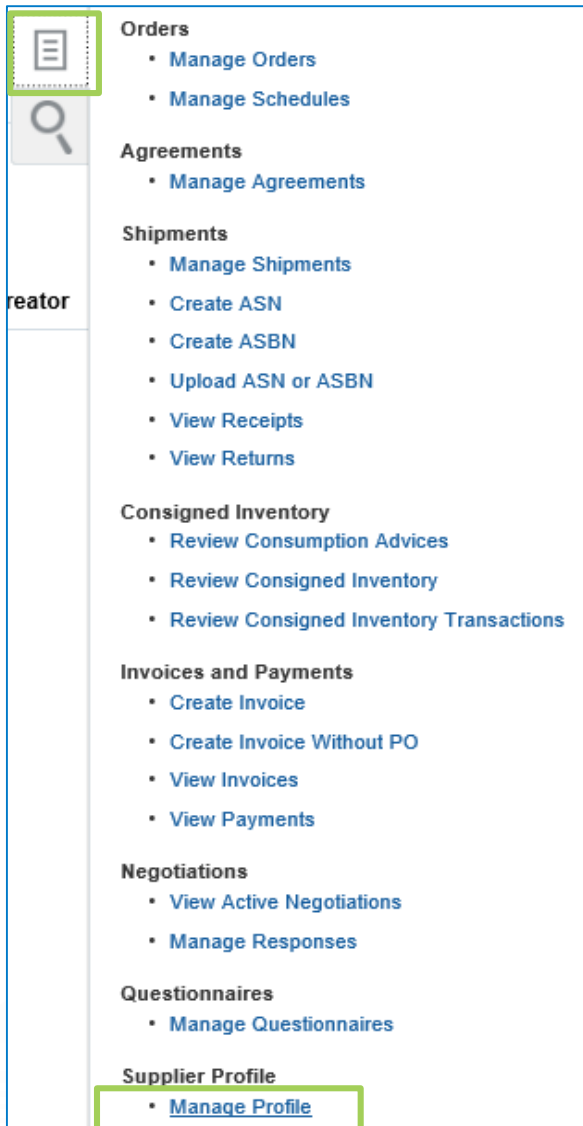 Orders
• Manage Orders
• Manage Schedules
Agreements
• Manage Agreements
Shipments
• Manage Shipments
reator
• Create ASN
• Create ASBN
• Upload ASN or ASBN
• View Receipts
• View Returns
Consigned Inventory
• Review Consumption Advices
• Review Consigned Inventory
• Review Consigned Inventory Transactions
Invoices and Payments
• Create Invoice
• Create Invoice Without PO
• View Invoices
• View Payments
Negotiations
• View Active Negotiations
• Manage Responses
Questionnaires
• Manage Questionnaires
Supplier Profile
• Manage Profile